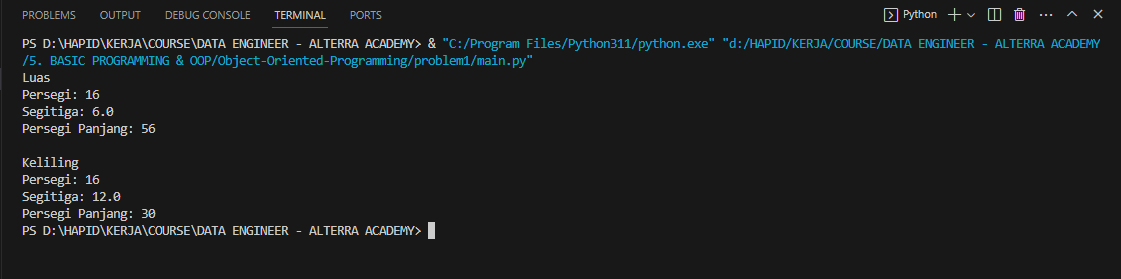 PROBLEMS OUTPUT DEBUG CONSOLE TERMINAL PORTS Python
PS D:\HAPID\KERJA\COURSE\DATA ENGINEER - ALTERRA ACADEMY> & "C:/Program Files/Python311/python.exe" "d:/HAPID/KERJA/COURSE/DATA ENGINEER - ALTERRA ACADEMY
/5. BASIC PROGRAMMING & OOP/Object-Oriented-Programming/problem1/main.py"
Luas
Persegi: 16
Segitiga: 6.0
Persegi Panjang: 56
Keliling
Persegi: 16
Segitiga: 12.0
Persegi Panjang: 30
PS D:\HAPID\KERJA\COURSE\DATA ENGINEER - ALTERRA ACADEMY>